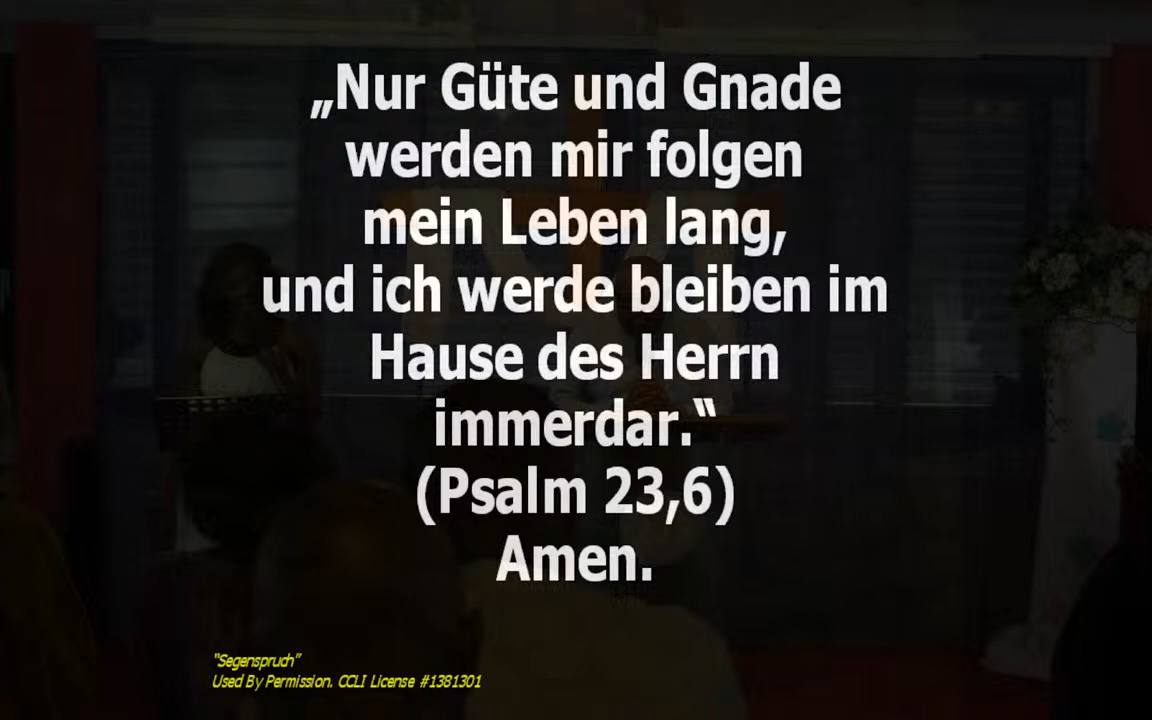 „Nur Güte und Gnade
werden mir folgen
mein Leben lang,
und ich werde bleiben im
Hause des Herrn
immerdar.“
(Psalm 23,6)
Amen.
"Segenspruch"
Used By Permission. CCLI License #1381301